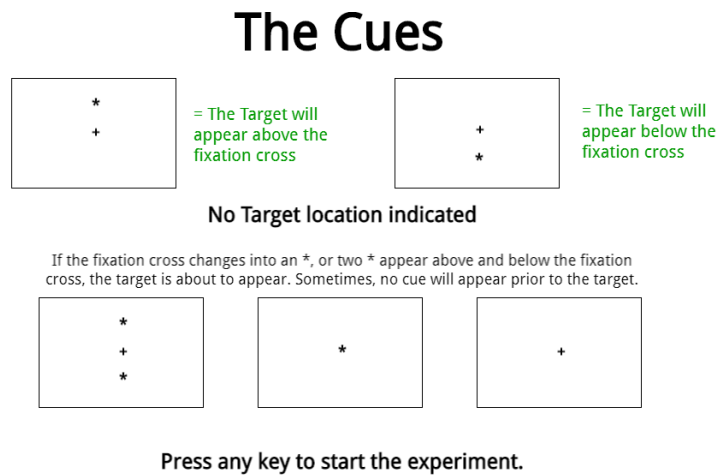 The Cues
*
+
= The Target will
appear above the
fixation cross
+
*
= The Target will
appear below the
fixation cross
No Target location indicated
If the fixation cross changes into an *, or two * appear above and below the fixation
cross, the target is about to appear. Sometimes, no cue will appear prior to the target.
*
+
*
*
+
Press any key to start the experiment.